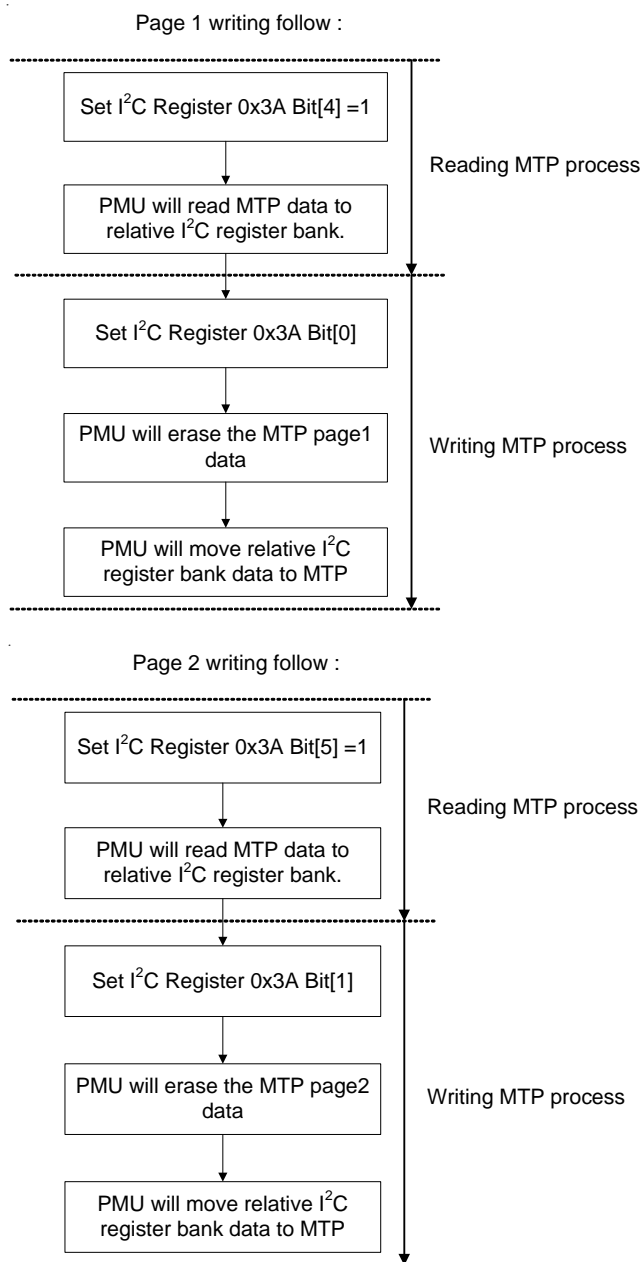 Page 1 writing follow :
Set I²C Register 0x3A Bit[4] =1
Reading MTP process
PMU will read MTP data to
relative I²C register bank.
Set I²C Register 0x3A Bit[0]
PMU will erase the MTP page1
data
Writing MTP process
PMU will move relative I²C
register bank data to MTP
Page 2 writing follow :
Set I²C Register 0x3A Bit[5] =1
Reading MTP process
PMU will read MTP data to
relative I²C register bank.
Set I²C Register 0x3A Bit[1]
PMU will erase the MTP page2
data
Writing MTP process
PMU will move relative I²C
register bank data to MTP